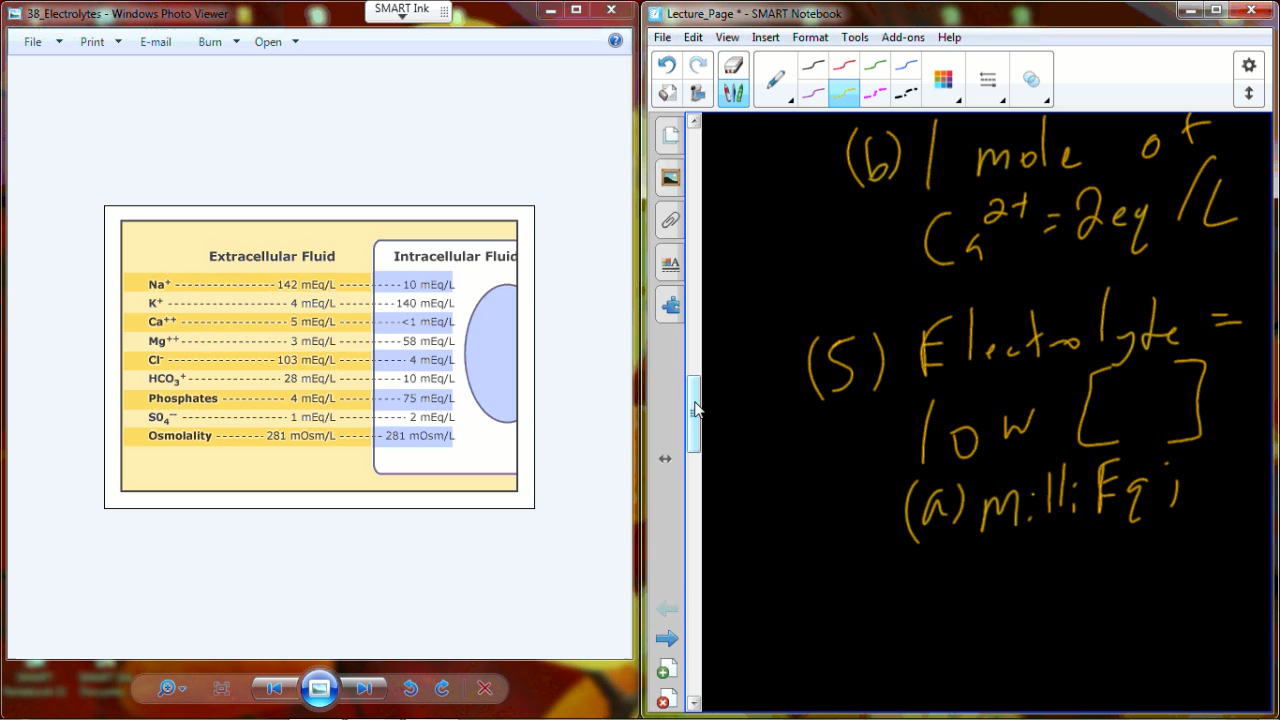 38_Electrolytes - Windows Photo Viewer
SMART Ink
File Print E-mail Burn Open
Extracellular Fluid Intracellular Fluid
Na+ 142 mEq/L 10 mEq/L
K+ 4 mEq/L 140 mEq/L
Ca++ 5 mEq/L <1 mEq/L
Mg++ 3 mEq/L 58 mEq/L
Cl- 103 mEq/L 4 mEq/L
HCO3+ 28 mEq/L 10 mEq/L
Phosphates 4 mEq/L 75 mEq/L
SO4-- 1 mEq/L 2 mEq/L
Osmolality 281 mOsm/L 281 mOsm/L
Lecture_Page * - SMART Notebook
File Edit View Insert Format Tools Add-ons Help
(b) 1 mole of
Ca2+ = 2eq/L
(5) Electrolyte =
low [ ]
(a) MilliEqi